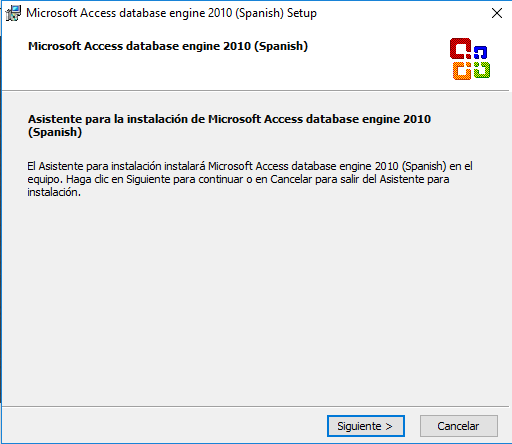 Microsoft Access database engine 2010 (Spanish) Setup
Microsoft Access database engine 2010 (Spanish)
Asistente para la instalación de Microsoft Access database engine 2010
(Spanish)
El Asistente para instalación instalará Microsoft Access database engine 2010 (Spanish) en el
equipo. Haga clic en Siguiente para continuar o en Cancelar para salir del Asistente para
instalación.
Siguiente >
Cancelar